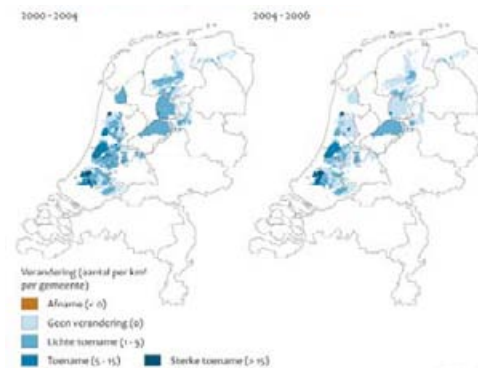 2000-2004
2004-2006
Verandering (aantal per km²
per gemeente)
Afname (< 0)
Geen verandering (0)
Lichte toename (1 - 5)
Toename (5 - 15)
Sterke toename (> 15)